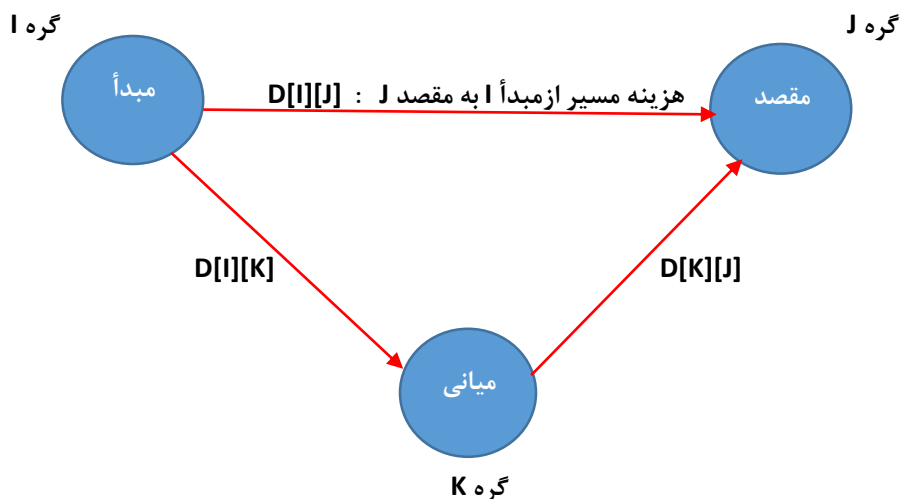 گره I
گره J
مبدأ
مقصد
هزینه مسیر ازمبدأ I به مقصد J : D[I][J]
D[I][K]
D[K][J]
میانی
گره K